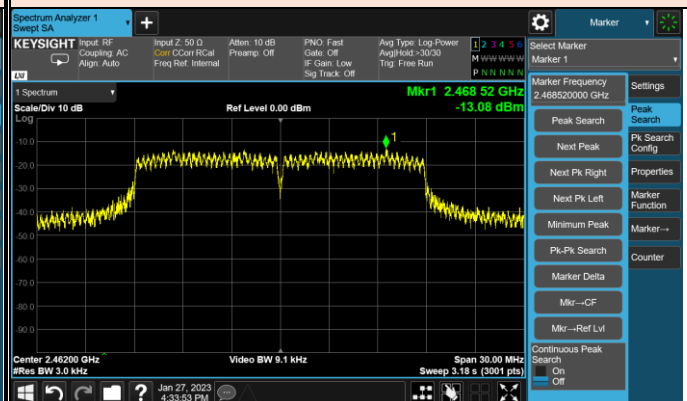 Spectrum Analyzer 1
Swept SA
+
Marker
KEYSIGHT
Input: RF
Coupling: AC
Align: Auto
Input Z: 50 Ω
Corr CCorr RCal
Freq Ref: Internal
Atten: 10 dB
Preamp: Off
PNO: Fast
Gate: Off
IF Gain: Low
Sig Track: Off
Avg Type: Log-Power
Avg|Hold:>30/30
Trig: Free Run
1 2 3 4 5 6
M W W W W W
P N N N N N
LXI
Select Marker
Marker 1
1 Spectrum
Mkr1 2.468 52 GHz
Scale/Div 10 dB
Ref Level 0.00 dBm
-13.08 dBm
Log
-10.0
-20.0
-30.0
-40.0
-50.0
-60.0
-70.0
-80.0
-90.0
1
Center 2.46200 GHz
#Res BW 3.0 kHz
Video BW 9.1 kHz
Span 30.00 MHz
Sweep 3.18 s (3001 pts)
Marker Frequency
2.468520000 GHz
Peak Search
Next Peak
Next Pk Right
Next Pk Left
Minimum Peak
Pk-Pk Search
Marker Delta
Mkr→CF
Mkr→Ref Lvl
Continuous Peak
Search
On
Off
Settings
Peak
Search
Pk Search
Config
Properties
Marker
Function
Marker→
Counter
?
Jan 27, 2023
4:33:53 PM